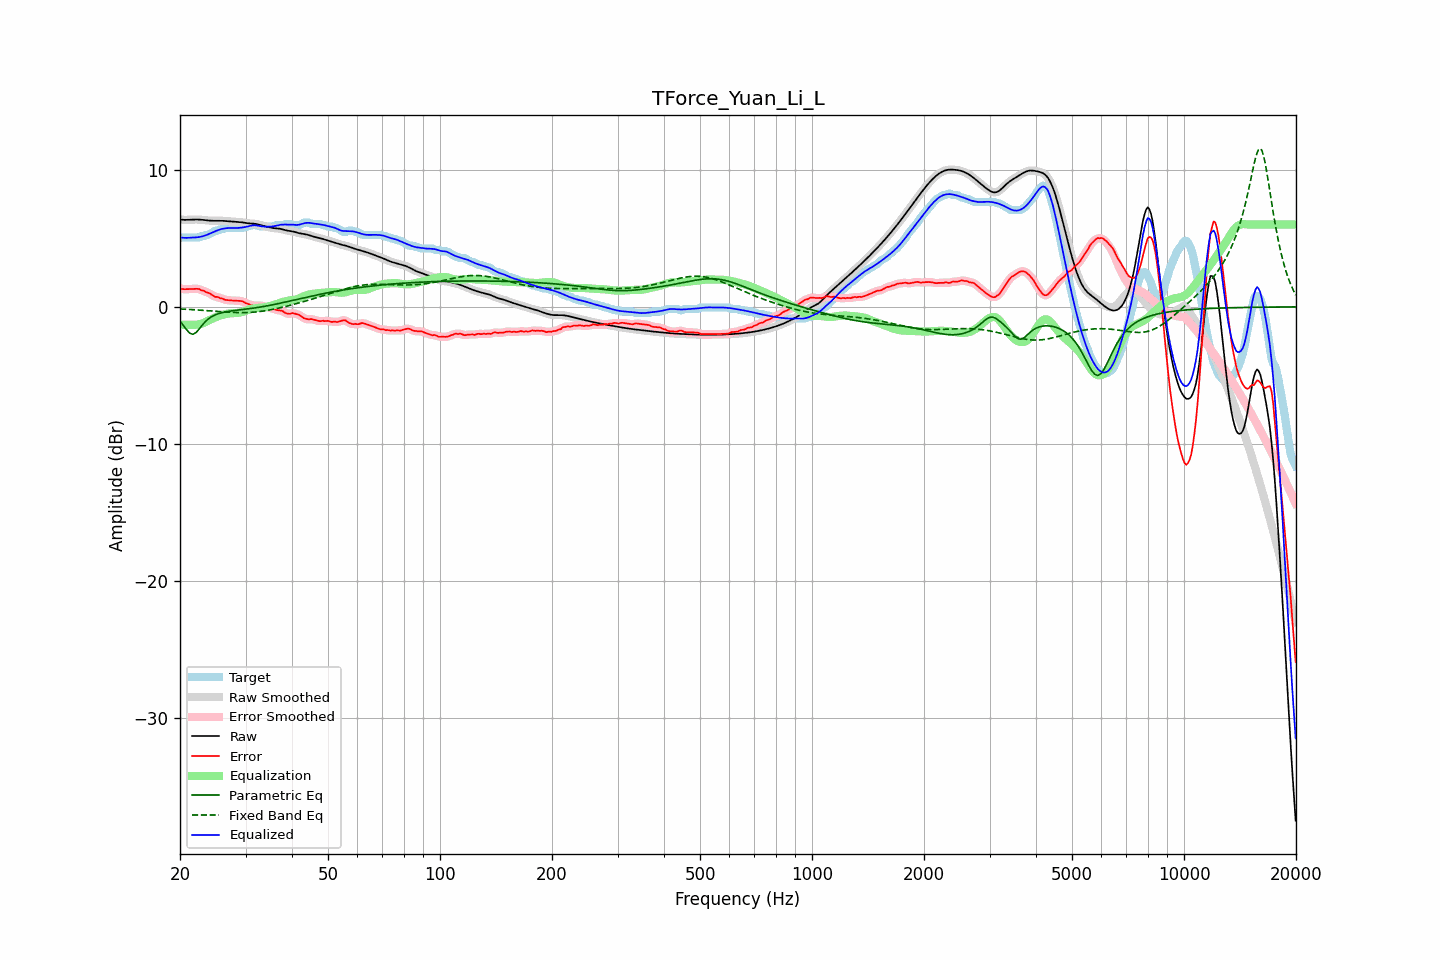 TForce_Yuan_Li_L
Amplitude (dBr)
10
0
−10
−20
−30
Target
Raw Smoothed
Error Smoothed
Raw
Error
Equalization
Parametric Eq
Fixed Band Eq
Equalized
20 50 100 200 500 1000 2000 5000 10000 20000
Frequency (Hz)